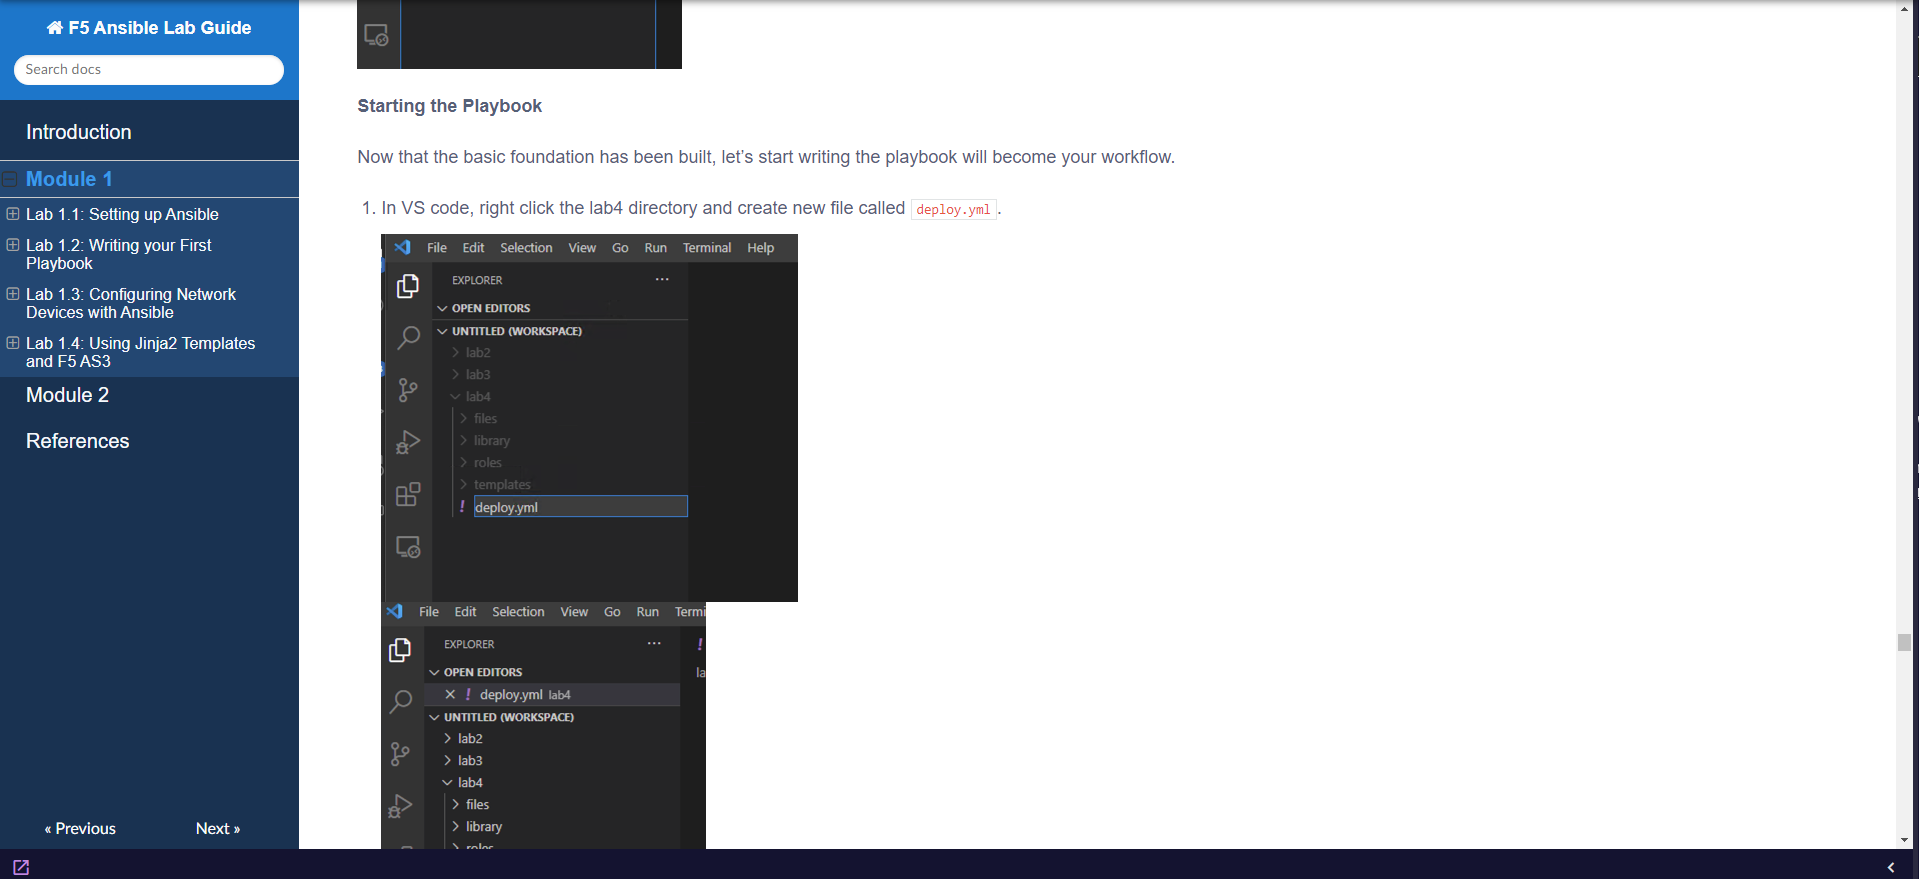 F5 Ansible Lab Guide
Search docs
Introduction
Module 1
Lab 1.1: Setting up Ansible
Lab 1.2: Writing your First
Playbook
Lab 1.3: Configuring Network
Devices with Ansible
Lab 1.4: Using Jinja2 Templates
and F5 AS3
Module 2
References
« Previous
Next »
Starting the Playbook
Now that the basic foundation has been built, let’s start writing the playbook will become your workflow.
1. In VS code, right click the lab4 directory and create new file called deploy.yml.
File Edit Selection View Go Run Terminal Help
EXPLORER ...
OPEN EDITORS
UNTITLED (WORKSPACE)
lab2
lab3
lab4
files
library
roles
templates
! deploy.yml
File Edit Selection View Go Run Termi
EXPLORER ... !
OPEN EDITORS la
! deploy.yml lab4
UNTITLED (WORKSPACE)
lab2
lab3
lab4
files
library
roles